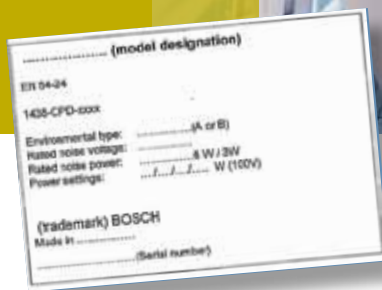 .................... (model designation)
EN 54-24
1438-CPD-xxxx
Environmental type: ................(A or B)
Rated noise voltage: ................
Rated noise power: ................6 W / 3W
Power settings: ..../..../..../..... W (100V)
(trademark) BOSCH
Made in ................
...........................(Serial number)